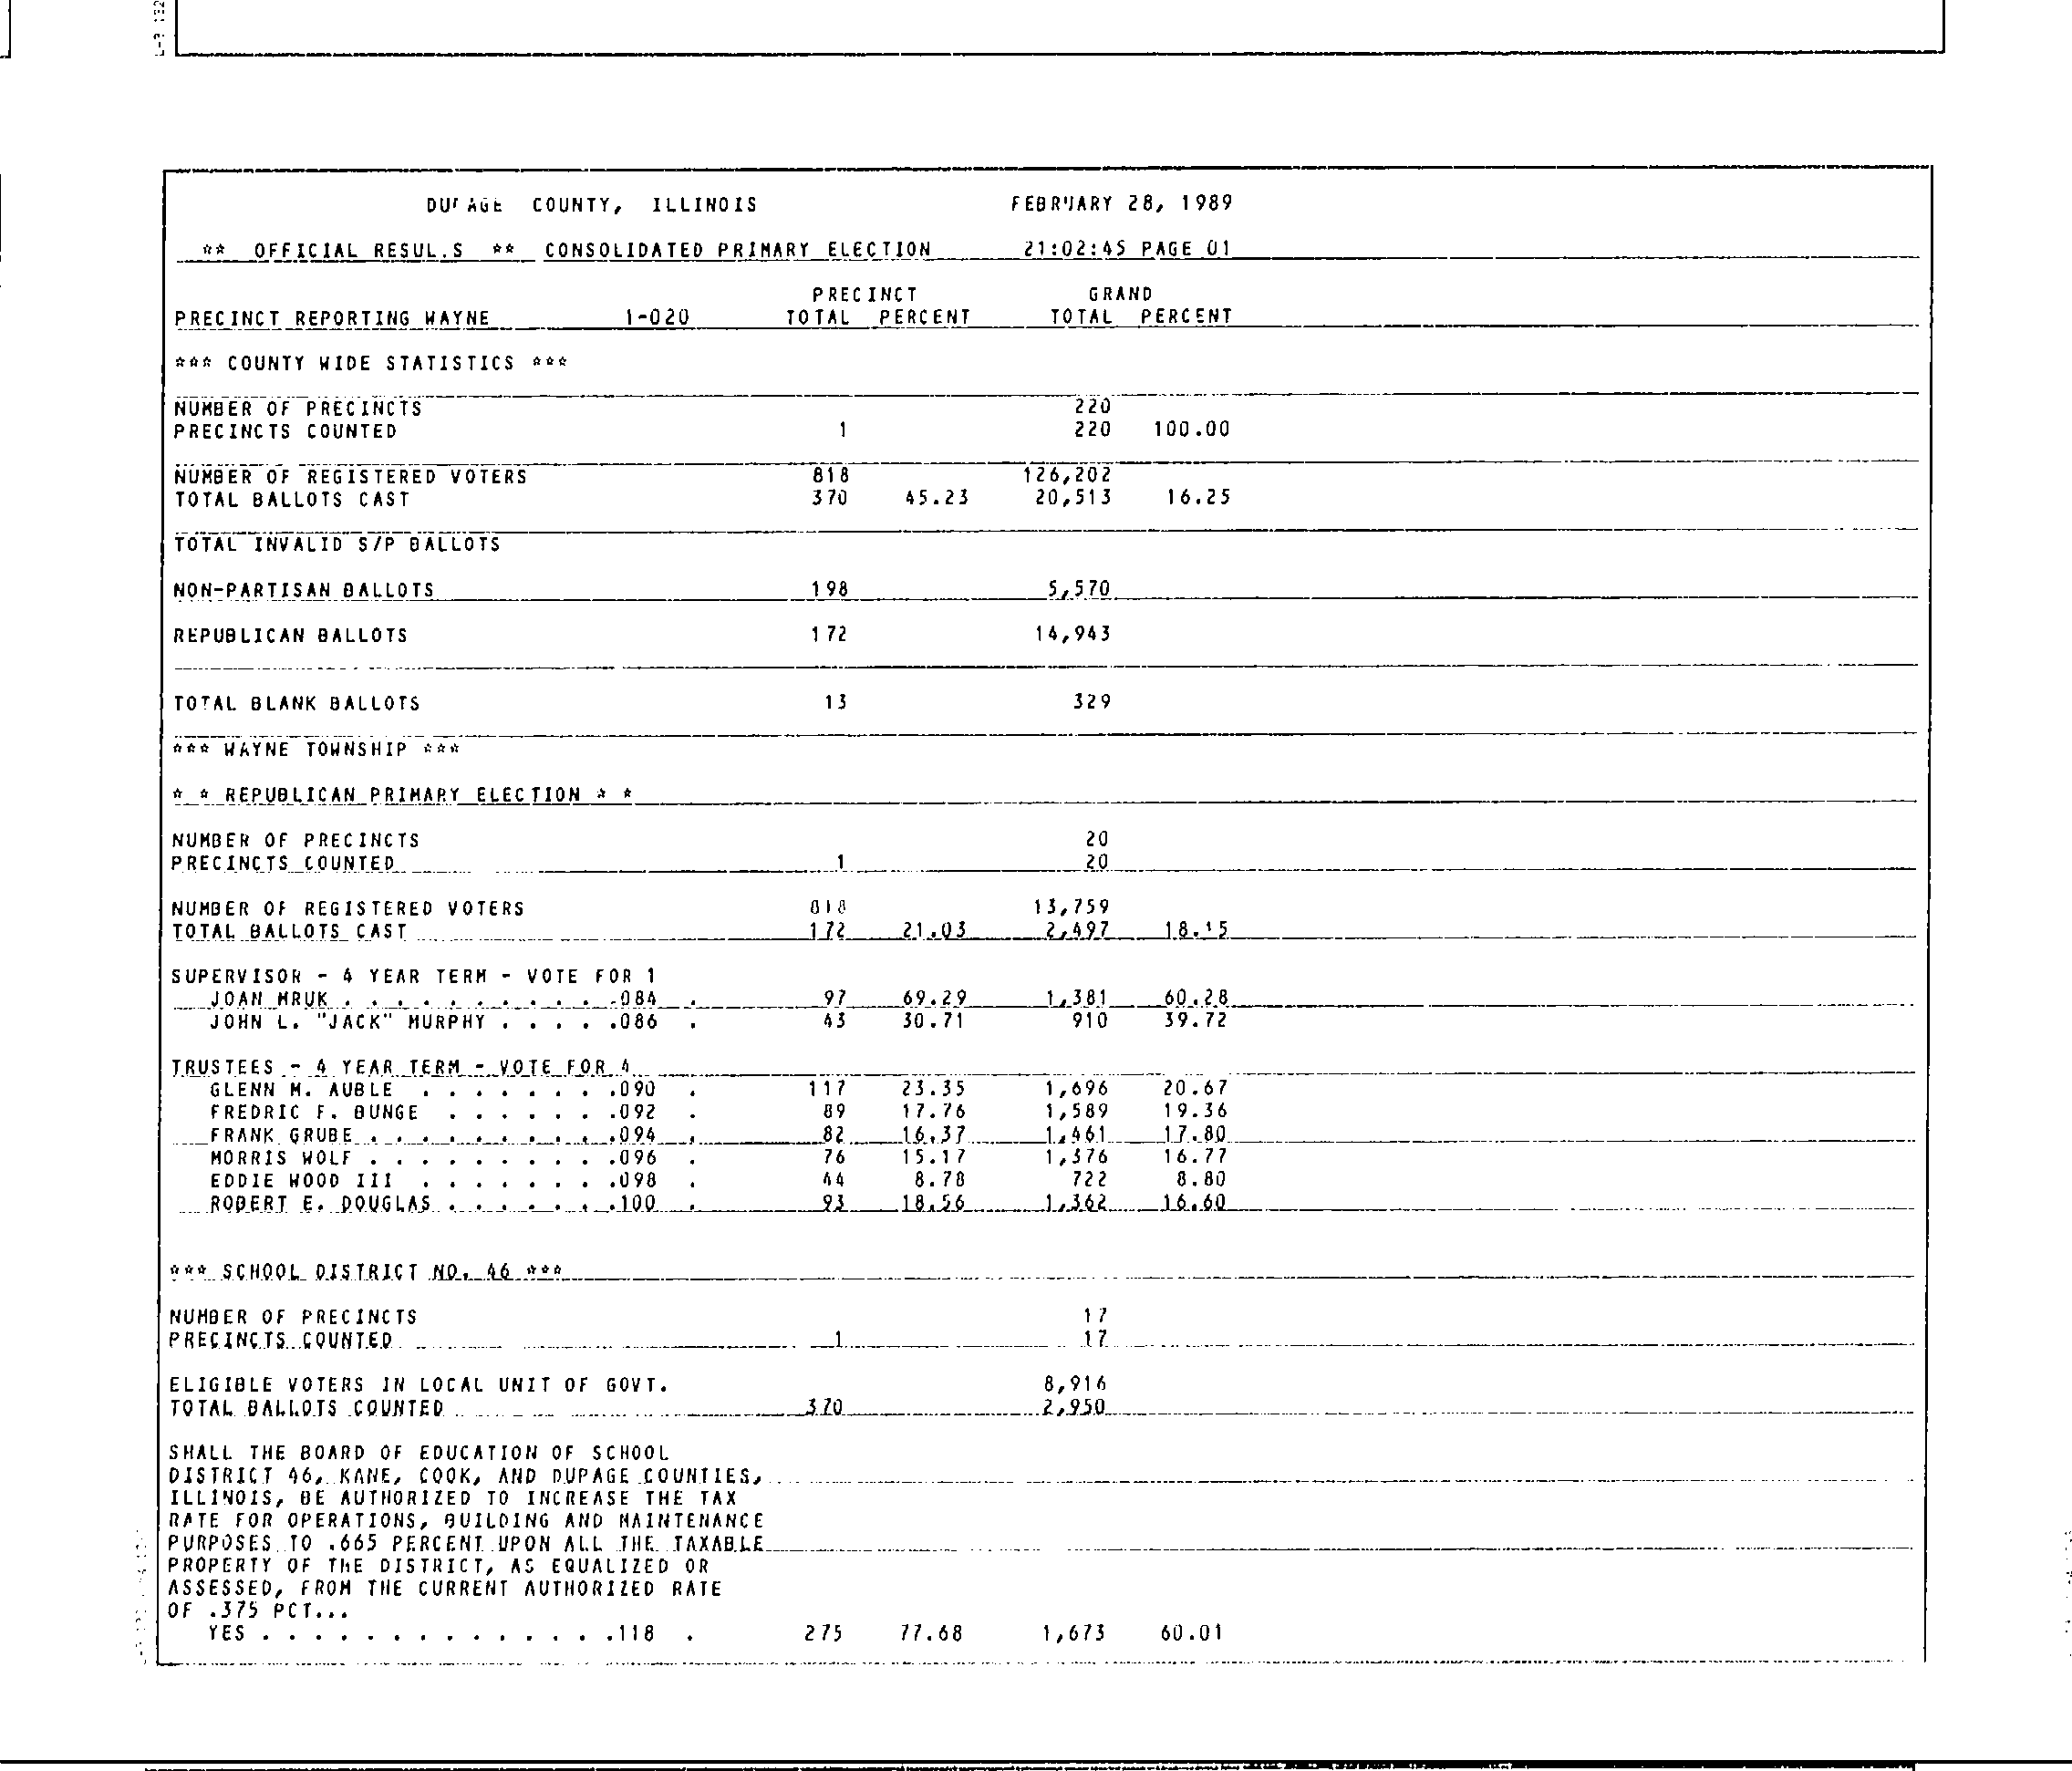 DUPAGE COUNTY, ILLINOIS FEBRUARY 28, 1989
** OFFICIAL RESUL.S ** CONSOLIDATED PRIMARY ELECTION 21:02:45 PAGE 01
PRECINCT GRAND
PRECINCT REPORTING WAYNE 1-020 TOTAL PERCENT TOTAL PERCENT
*** COUNTY WIDE STATISTICS ***
NUMBER OF PRECINCTS 220
PRECINCTS COUNTED 1 220 100.00
NUMBER OF REGISTERED VOTERS 818 126,202
TOTAL BALLOTS CAST 370 45.23 20,513 16.25
TOTAL INVALID S/P BALLOTS
NON-PARTISAN BALLOTS 198 5,570
REPUBLICAN BALLOTS 172 14,943
TOTAL BLANK BALLOTS 13 329
*** WAYNE TOWNSHIP ***
* * REPUBLICAN PRIMARY ELECTION * *
NUMBER OF PRECINCTS 20
PRECINCTS COUNTED 1 20
NUMBER OF REGISTERED VOTERS 818 13,759
TOTAL BALLOTS CAST 172 21.03 2,497 18.15
SUPERVISOR - 4 YEAR TERM - VOTE FOR 1
JOAN MRUK . . . . . . . . . . .084 . 97 69.29 1,381 60.28
JOHN L. "JACK" MURPHY . . . . .086 . 43 30.71 910 39.72
TRUSTEES - 4 YEAR TERM - VOTE FOR 4
GLENN M. AUBLE . . . . . . . .090 . 117 23.35 1,696 20.67
FREDRIC F. BUNGE . . . . . . .092 . 89 17.76 1,589 19.36
FRANK GRUBE . . . . . . . . . .094 . 82 16.37 1,461 17.80
MORRIS WOLF . . . . . . . . . .096 . 76 15.17 1,376 16.77
EDDIE WOOD III . . . . . . . .098 . 44 8.78 722 8.80
ROBERT E. DOUGLAS . . . . . . .100 . 93 18.56 1,362 16.60
*** SCHOOL DISTRICT NO. 46 ***
NUMBER OF PRECINCTS 17
PRECINCTS COUNTED 1 17
ELIGIBLE VOTERS IN LOCAL UNIT OF GOVT. 8,916
TOTAL BALLOTS COUNTED 370 2,950
SHALL THE BOARD OF EDUCATION OF SCHOOL
DISTRICT 46, KANE, COOK, AND DUPAGE COUNTIES,
ILLINOIS, BE AUTHORIZED TO INCREASE THE TAX
RATE FOR OPERATIONS, BUILDING AND MAINTENANCE
PURPOSES TO .665 PERCENT UPON ALL THE TAXABLE
PROPERTY OF THE DISTRICT, AS EQUALIZED OR
ASSESSED, FROM THE CURRENT AUTHORIZED RATE
OF .375 PCT...
YES . . . . . . . . . . . . . .118 . 275 77.68 1,673 60.01